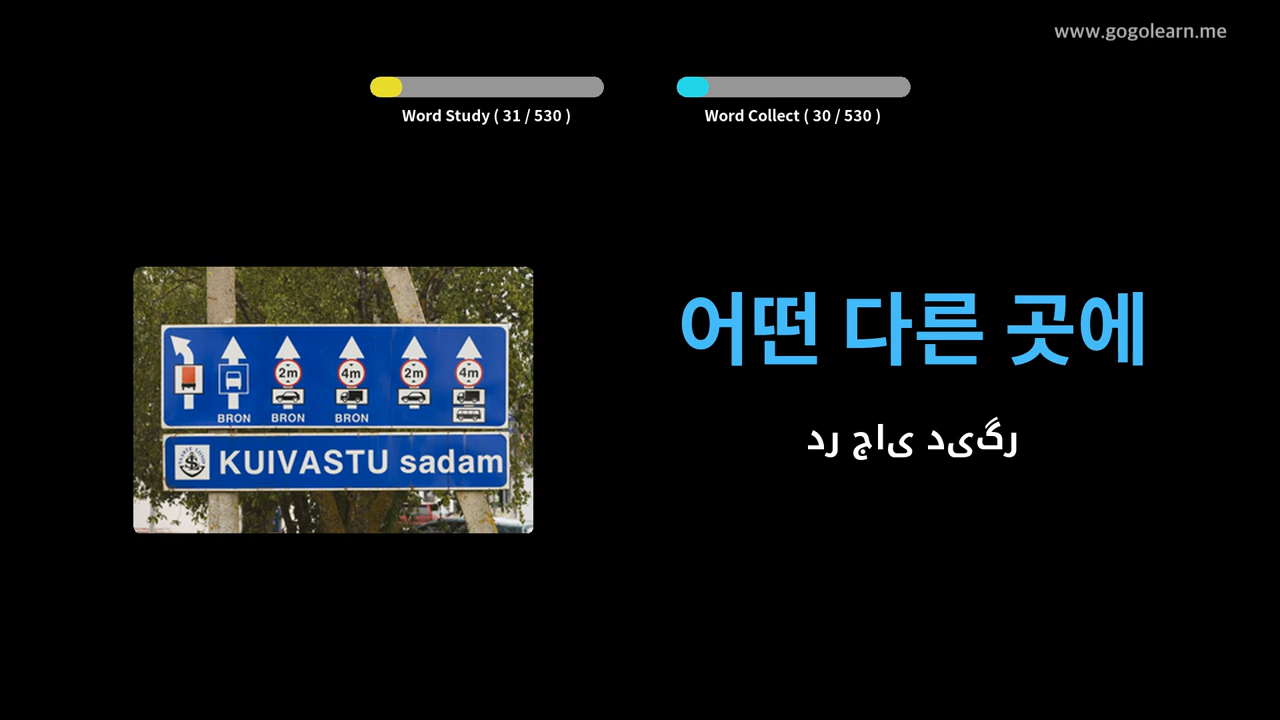 www.gogolearn.me
Word Study ( 31 / 530 )
Word Collect ( 30 / 530 )
2m 4m 2m 4m
BRON BRON BRON
KUIVASTU sadam
어떤 다른 곳에
در جای دیگر